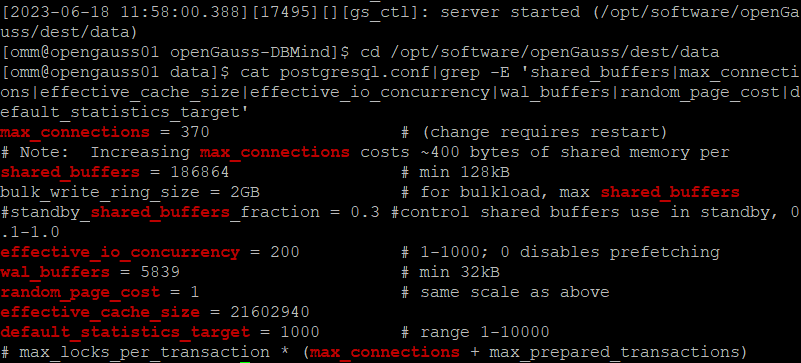 [2023-06-18 11:58:00.388][17495][][gs_ctl]: server started (/opt/software/openGa
uss/dest/data)
[omm@opengauss01 openGauss-DBMind]$ cd /opt/software/openGauss/dest/data
[omm@opengauss01 data]$ cat postgresql.conf|grep -E 'shared_buffers|max_connecti
ons|effective_cache_size|effective_io_concurrency|wal_buffers|random_page_cost|d
efault_statistics_target'
max_connections = 370                   # (change requires restart)
# Note:  Increasing max_connections costs ~400 bytes of shared memory per
shared_buffers = 186864                 # min 128kB
bulk_write_ring_size = 2GB              # for bulkload, max shared_buffers
#standby_shared_buffers_fraction = 0.3 #control shared buffers use in standby, 0
.1-1.0
effective_io_concurrency = 200          # 1-1000; 0 disables prefetching
wal_buffers = 5839                      # min 32kB
random_page_cost = 1                    # same scale as above
effective_cache_size = 21602940
default_statistics_target = 1000        # range 1-10000
# max_locks_per_transaction * (max_connections + max_prepared_transactions)